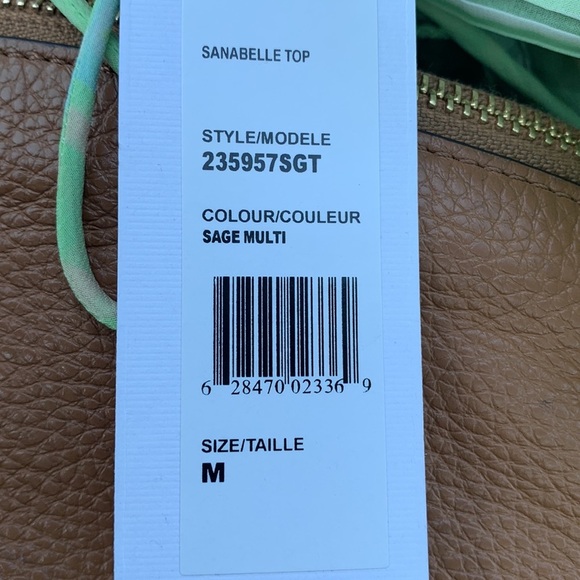 SANABELLE TOP
STYLE/MODELE
235957SGT
COLOUR/COULEUR
SAGE MULTI
6 28470 02336 9
SIZE/TAILLE
M